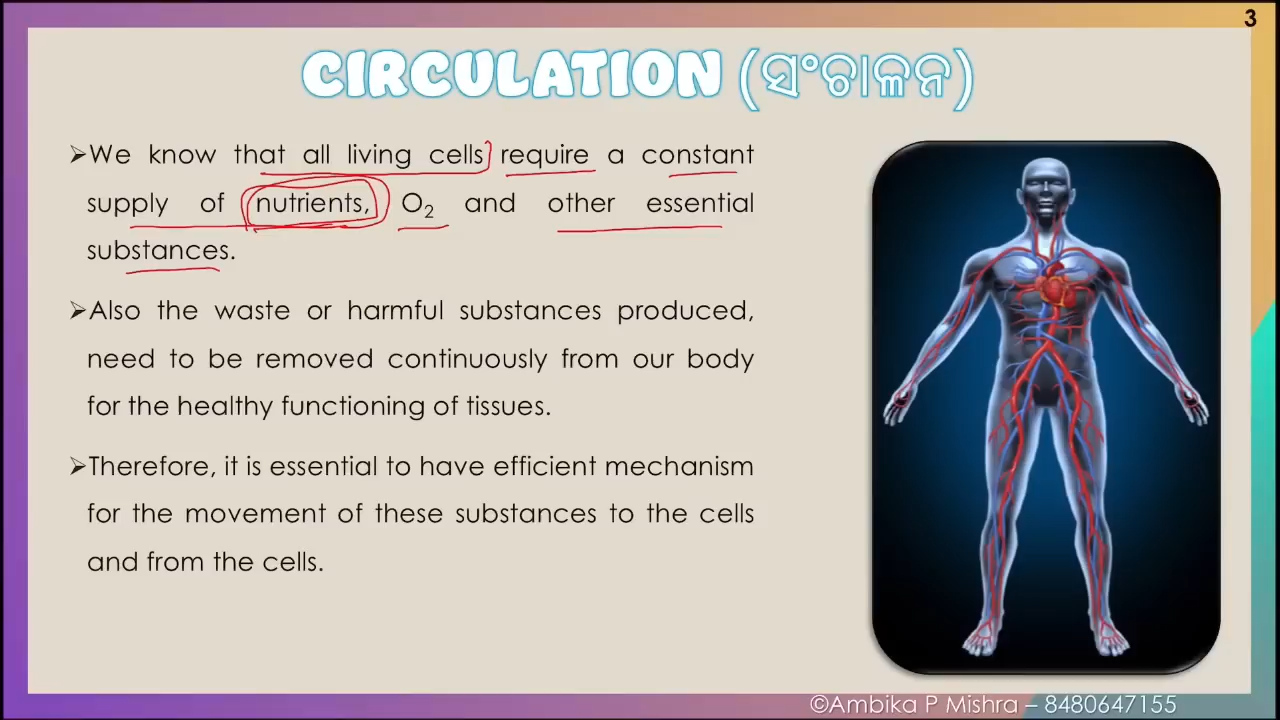 3
CIRCULATION (ସଂଚାଳନ)
➢We know that all living cells require a constant
supply of nutrients, O₂ and other essential
substances.
➢Also the waste or harmful substances produced,
need to be removed continuously from our body
for the healthy functioning of tissues.
➢Therefore, it is essential to have efficient mechanism
for the movement of these substances to the cells
and from the cells.
©Ambika P Mishra – 8480647155